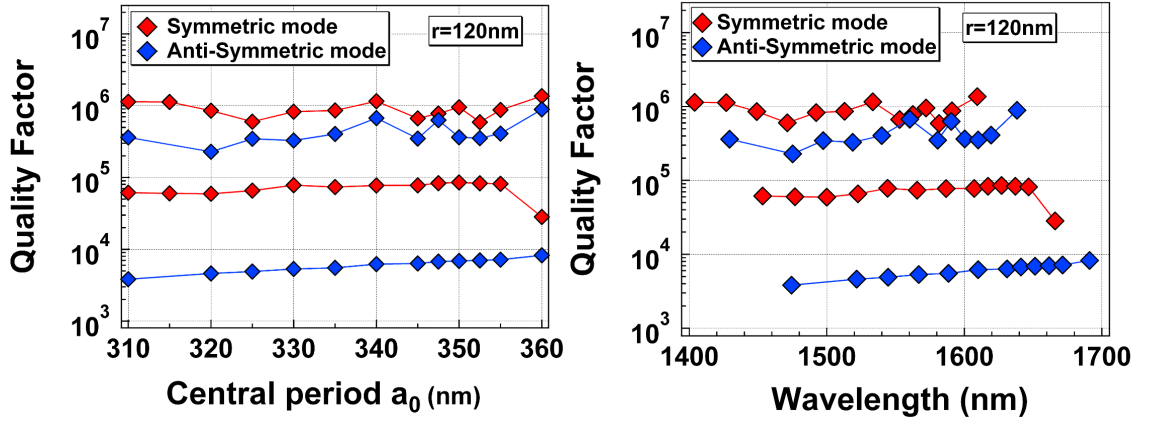 Symmetric mode
Anti-Symmetric mode
r=120nm
10^7
10^6
10^5
10^4
10^3
Quality Factor
310 320 330 340 350 360
Central period a_0 (nm)
Symmetric mode
Anti-Symmetric mode
r=120nm
10^7
10^6
10^5
10^4
10^3
Quality Factor
1400 1500 1600 1700
Wavelength (nm)